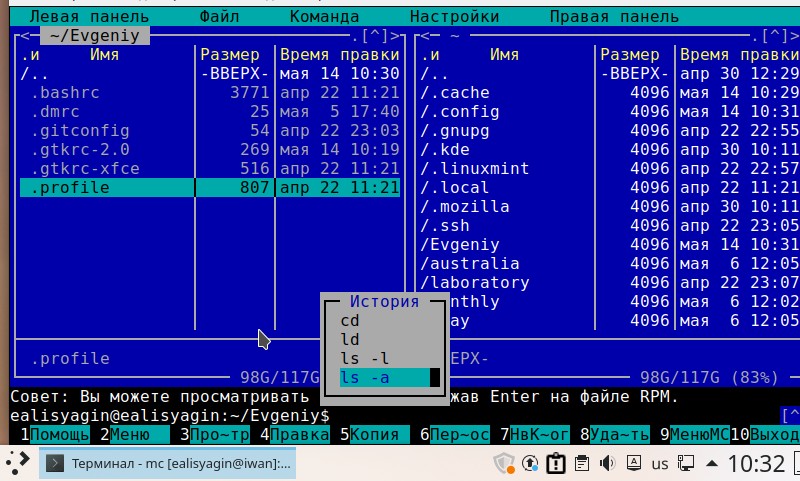 Левая панель Файл Команда Настройки Правая панель
<- ~/Evgeniy .[^]> <- ~ .[^]>
.и Имя Размер Время правки .и Имя Размер Время правки
/.. -ВВЕРХ- мая 14 10:30 /.. -ВВЕРХ- апр 30 12:29
.bashrc 3771 апр 22 11:21 /.cache 4096 мая 14 10:29
.dmrc 25 мая 5 17:40 /.config 4096 мая 14 10:31
.gitconfig 54 апр 22 23:03 /.gnupg 4096 апр 22 22:55
.gtkrc-2.0 269 мая 14 10:19 /.kde 4096 апр 30 10:11
.gtkrc-xfce 516 апр 22 11:21 /.linuxmint 4096 апр 22 22:57
.profile 807 апр 22 11:21 /.local 4096 апр 22 11:21
/.mozilla 4096 апр 30 10:11
/.ssh 4096 апр 22 23:05
/Evgeniy 4096 мая 14 10:31
/australia 4096 мая 6 12:05
/laboratory 4096 апр 22 23:07
История nthly 4096 мая 6 12:02
cd ay 4096 мая 6 12:05
ld
ls -l
.profile ЕРХ-
ls -a
98G/117G 98G/117G (83%)
Совет: Вы можете просматривать жав Enter на файле RPM.
ealisyagin@ealisyagin:~/Evgeniy$ [^
1Помощь 2Меню 3Про~тр 4Правка 5Копия 6Пер~ос 7НвК~ог 8Уда~ть 9МенюМС 10Выход
Терминал - mc [ealisyagin@iwan]:... us 10:32